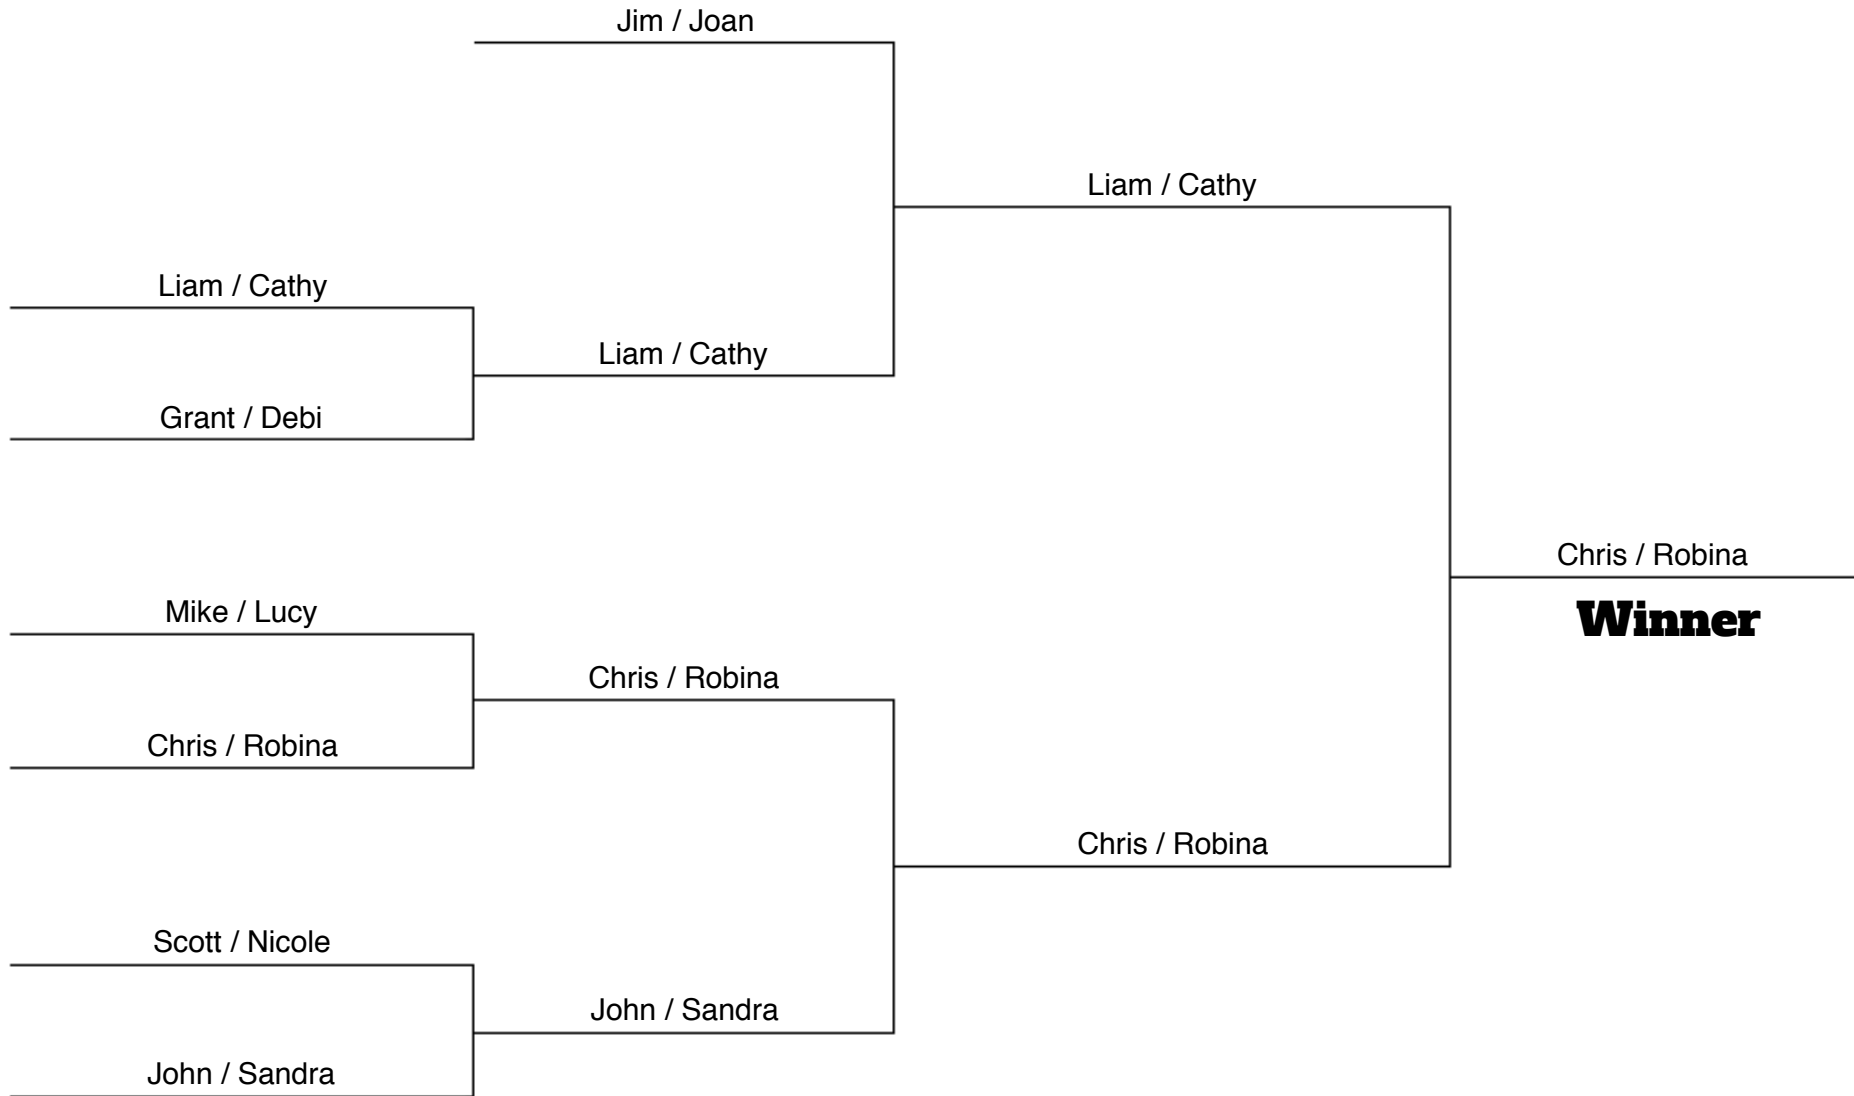 Jim / Joan
Liam / Cathy
Liam / Cathy
Liam / Cathy
Grant / Debi
Chris / Robina
Winner
Mike / Lucy
Chris / Robina
Chris / Robina
Chris / Robina
Scott / Nicole
John / Sandra
John / Sandra